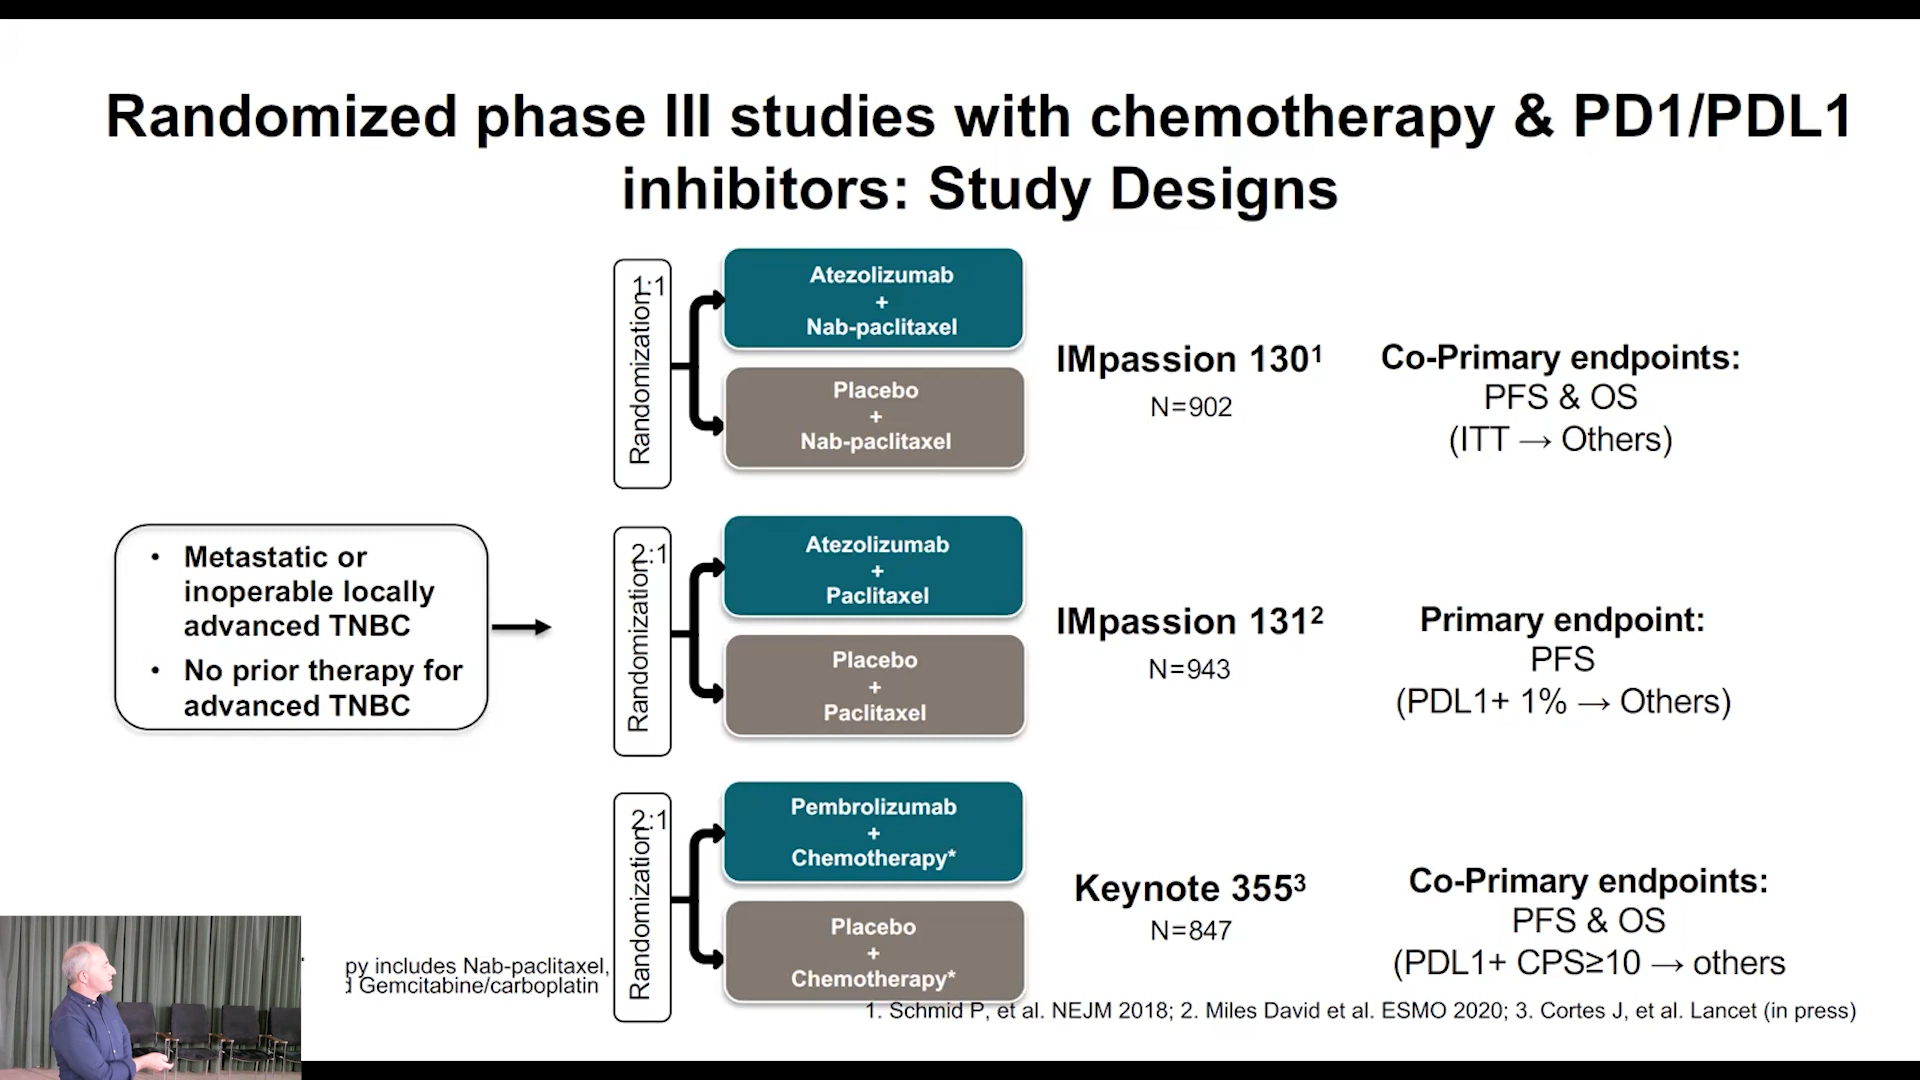 Randomized phase III studies with chemotherapy & PD1/PDL1
inhibitors: Study Designs
• Metastatic or
inoperable locally
advanced TNBC
• No prior therapy for
advanced TNBC
Randomization
1:1
Atezolizumab
+
Nab-paclitaxel
Placebo
+
Nab-paclitaxel
IMpassion 130¹
N=902
Co-Primary endpoints:
PFS & OS
(ITT → Others)
Randomization
2:1
Atezolizumab
+
Paclitaxel
Placebo
+
Paclitaxel
IMpassion 131²
N=943
Primary endpoint:
PFS
(PDL1+ 1% → Others)
Randomization
2:1
Pembrolizumab
+
Chemotherapy*
Placebo
+
Chemotherapy*
Keynote 355³
N=847
Co-Primary endpoints:
PFS & OS
(PDL1+ CPS≥10 → others
py includes Nab-paclitaxel,
Gemcitabine/carboplatin
1. Schmid P, et al. NEJM 2018; 2. Miles David et al. ESMO 2020; 3. Cortes J, et al. Lancet (in press)